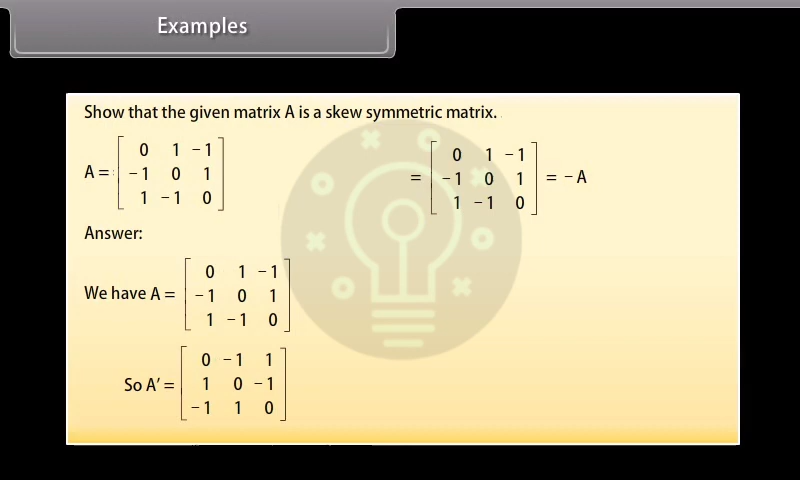 Examples
Show that the given matrix A is a skew symmetric matrix.
A = [ 0 1 −1
−1 0 1
1 −1 0 ]
Answer:
We have A = [ 0 1 −1
−1 0 1
1 −1 0 ]
So A′ = [ 0 −1 1
1 0 −1
−1 1 0 ]
= [ 0 1 −1
−1 0 1
1 −1 0 ] = −A